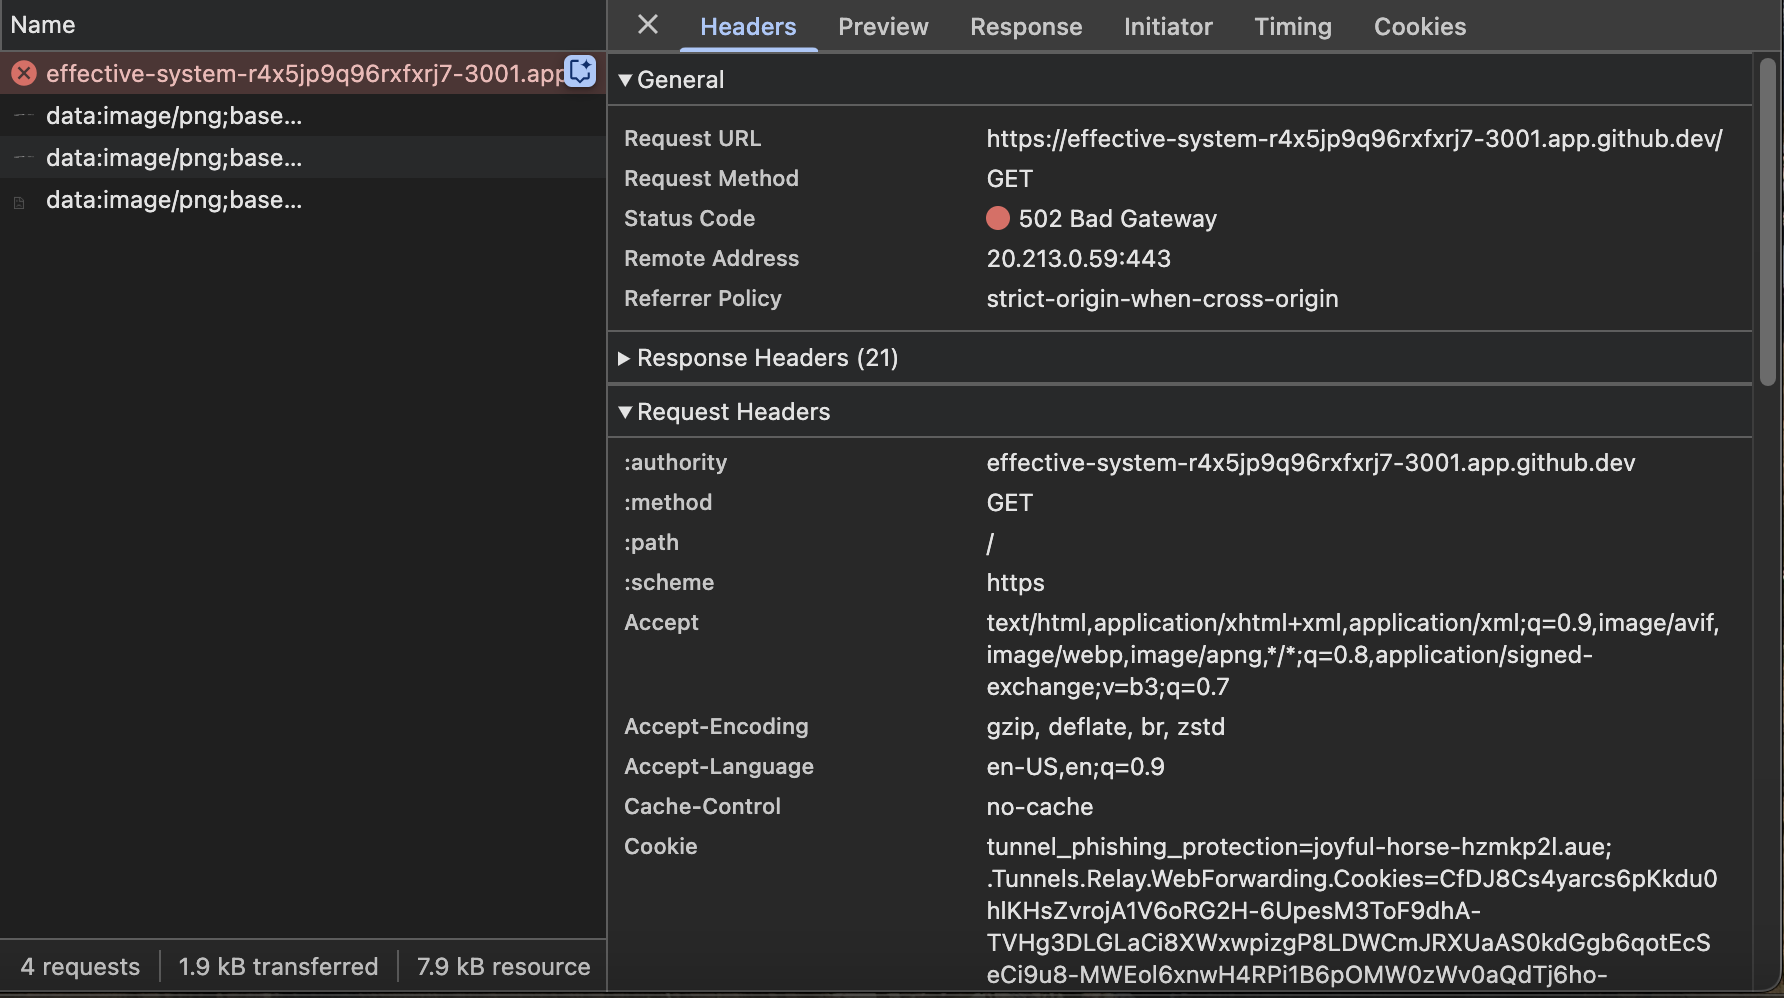 Name
effective-system-r4x5jp9q96rxfxrj7-3001.app
data:image/png;base...
data:image/png;base...
data:image/png;base...
4 requests
1.9 kB transferred
7.9 kB resource
Headers
Preview
Response
Initiator
Timing
Cookies
General
Request URL
https://effective-system-r4x5jp9q96rxfxrj7-3001.app.github.dev/
Request Method
GET
Status Code
502 Bad Gateway
Remote Address
20.213.0.59:443
Referrer Policy
strict-origin-when-cross-origin
Response Headers (21)
Request Headers
:authority
effective-system-r4x5jp9q96rxfxrj7-3001.app.github.dev
:method
GET
:path
/
:scheme
https
Accept
text/html,application/xhtml+xml,application/xml;q=0.9,image/avif,
image/webp,image/apng,*/*;q=0.8,application/signed-
exchange;v=b3;q=0.7
Accept-Encoding
gzip, deflate, br, zstd
Accept-Language
en-US,en;q=0.9
Cache-Control
no-cache
Cookie
tunnel_phishing_protection=joyful-horse-hzmkp2l.aue;
.Tunnels.Relay.WebForwarding.Cookies=CfDJ8Cs4yarcs6pKkdu0
hlKHsZvrojA1V6oRG2H-6UpesM3ToF9dhA-
TVHg3DLGLaCi8XWxwpizgP8LDWCmJRXUaAS0kdGgb6qotEcS
eCi9u8-MWEol6xnwH4RPi1B6pOMW0zWv0aQdTj6ho-